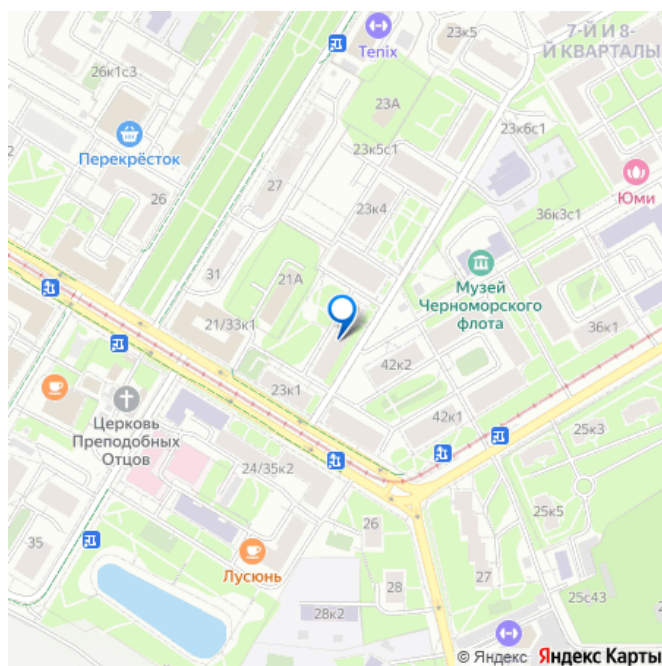 7-Й И 8-
Й КВАРТАЛЫ
23к5
21А
Tenix
26к1с3
23А
23к6с1
Перекрёсток
23к5с1
2
26
27
Юми
23к4
36к3с1
31
21А
Музей
Черноморского
флота
21/33к1
36к1
42к2
23к1
Церковь
Преподобных
Отцов
42к1
25к3
24/35к2
25к5
26
35
Лусюнь
27
28
25с43
28к2
© Яндекс Яндекс Карты